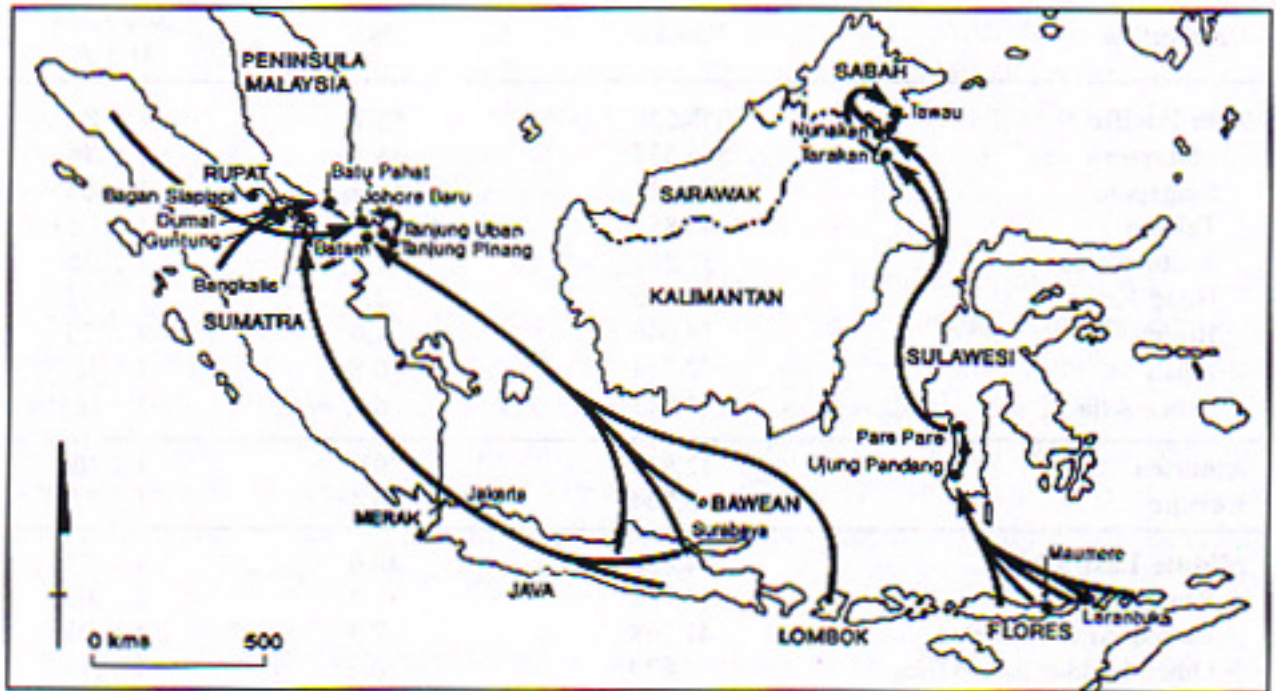 PENINSULA
MALAYSIA
SABAH
Tawau
Nunakan
Tarakan
RUPAT
Batu Pahat
Bagan Siapiapi
Johore Baru
SARAWAK
Dumai
Guntung
Tanjung Uban
Batam
Tanjung Pinang
Bangkalis
KALIMANTAN
SUMATRA
SULAWESI
Pare Pare
Ujung Pandang
Jakarta
BAWEAN
MERAK
Surabaya
Maumere
JAVA
Larantuka
LOMBOK
FLORES
0 kms 500